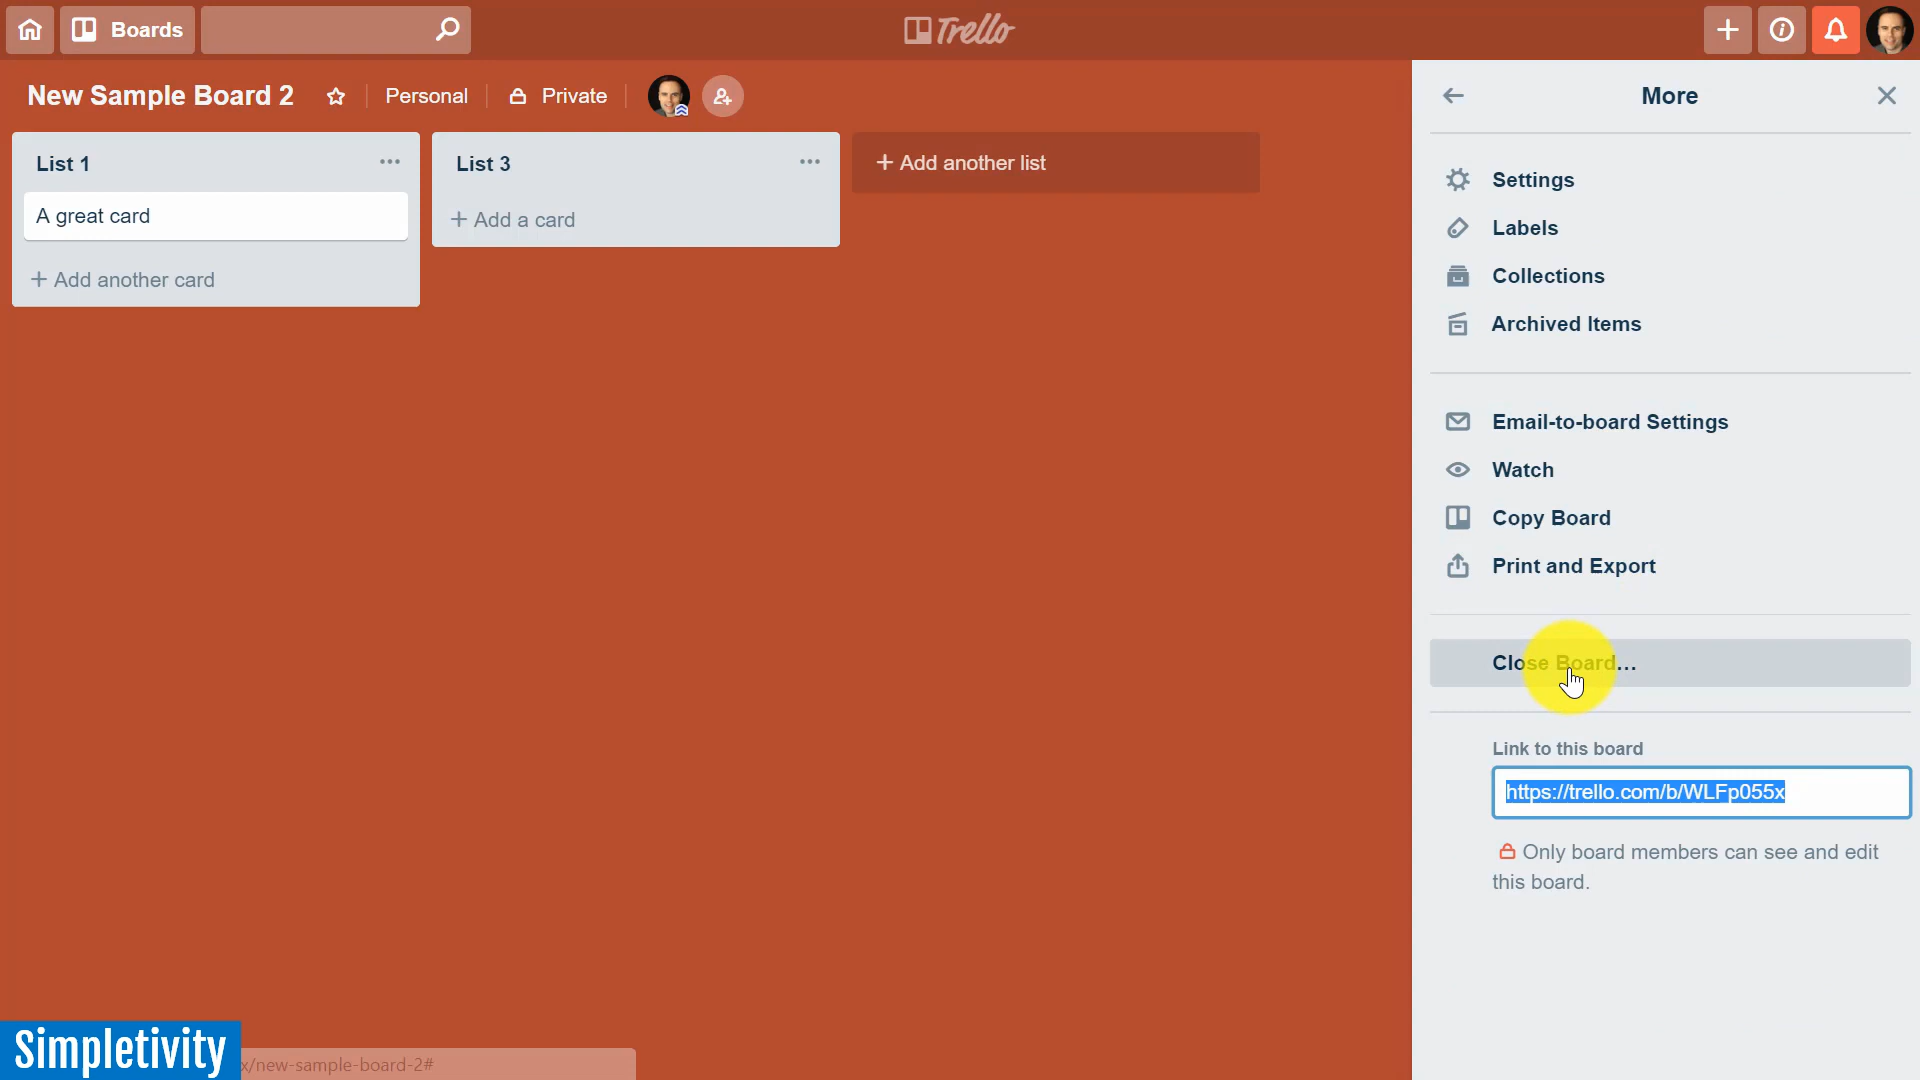 Boards
Trello
New Sample Board 2
Personal
Private
More
List 1
A great card
+ Add another card
List 3
+ Add a card
+ Add another list
Settings
Labels
Collections
Archived Items
Email-to-board Settings
Watch
Copy Board
Print and Export
Close Board...
Link to this board
https://trello.com/b/WLFp055x
Only board members can see and edit
this board.
Simpletivity
x/new-sample-board-2#